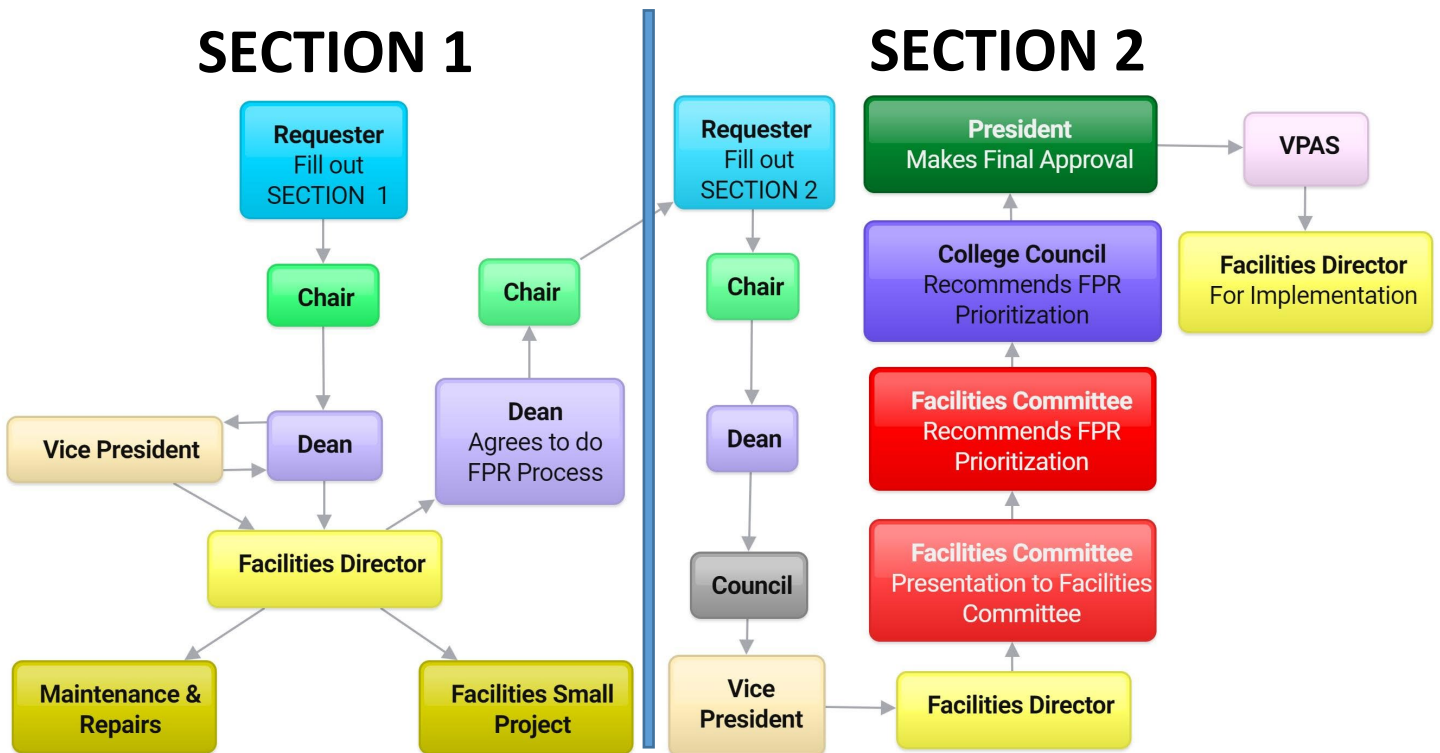 SECTION 1
Requester
Fill out
SECTION 1
Chair
Vice President
Dean
Facilities Director
Maintenance &
Repairs
Facilities Small
Project
Dean
Agrees to do
FPR Process
Chair
SECTION 2
Requester
Fill out
SECTION 2
Chair
Dean
Council
Vice
President
Facilities Director
Facilities Committee
Presentation to Facilities
Committee
Facilities Committee
Recommends FPR
Prioritization
College Council
Recommends FPR
Prioritization
President
Makes Final Approval
VPAS
Facilities Director
For Implementation